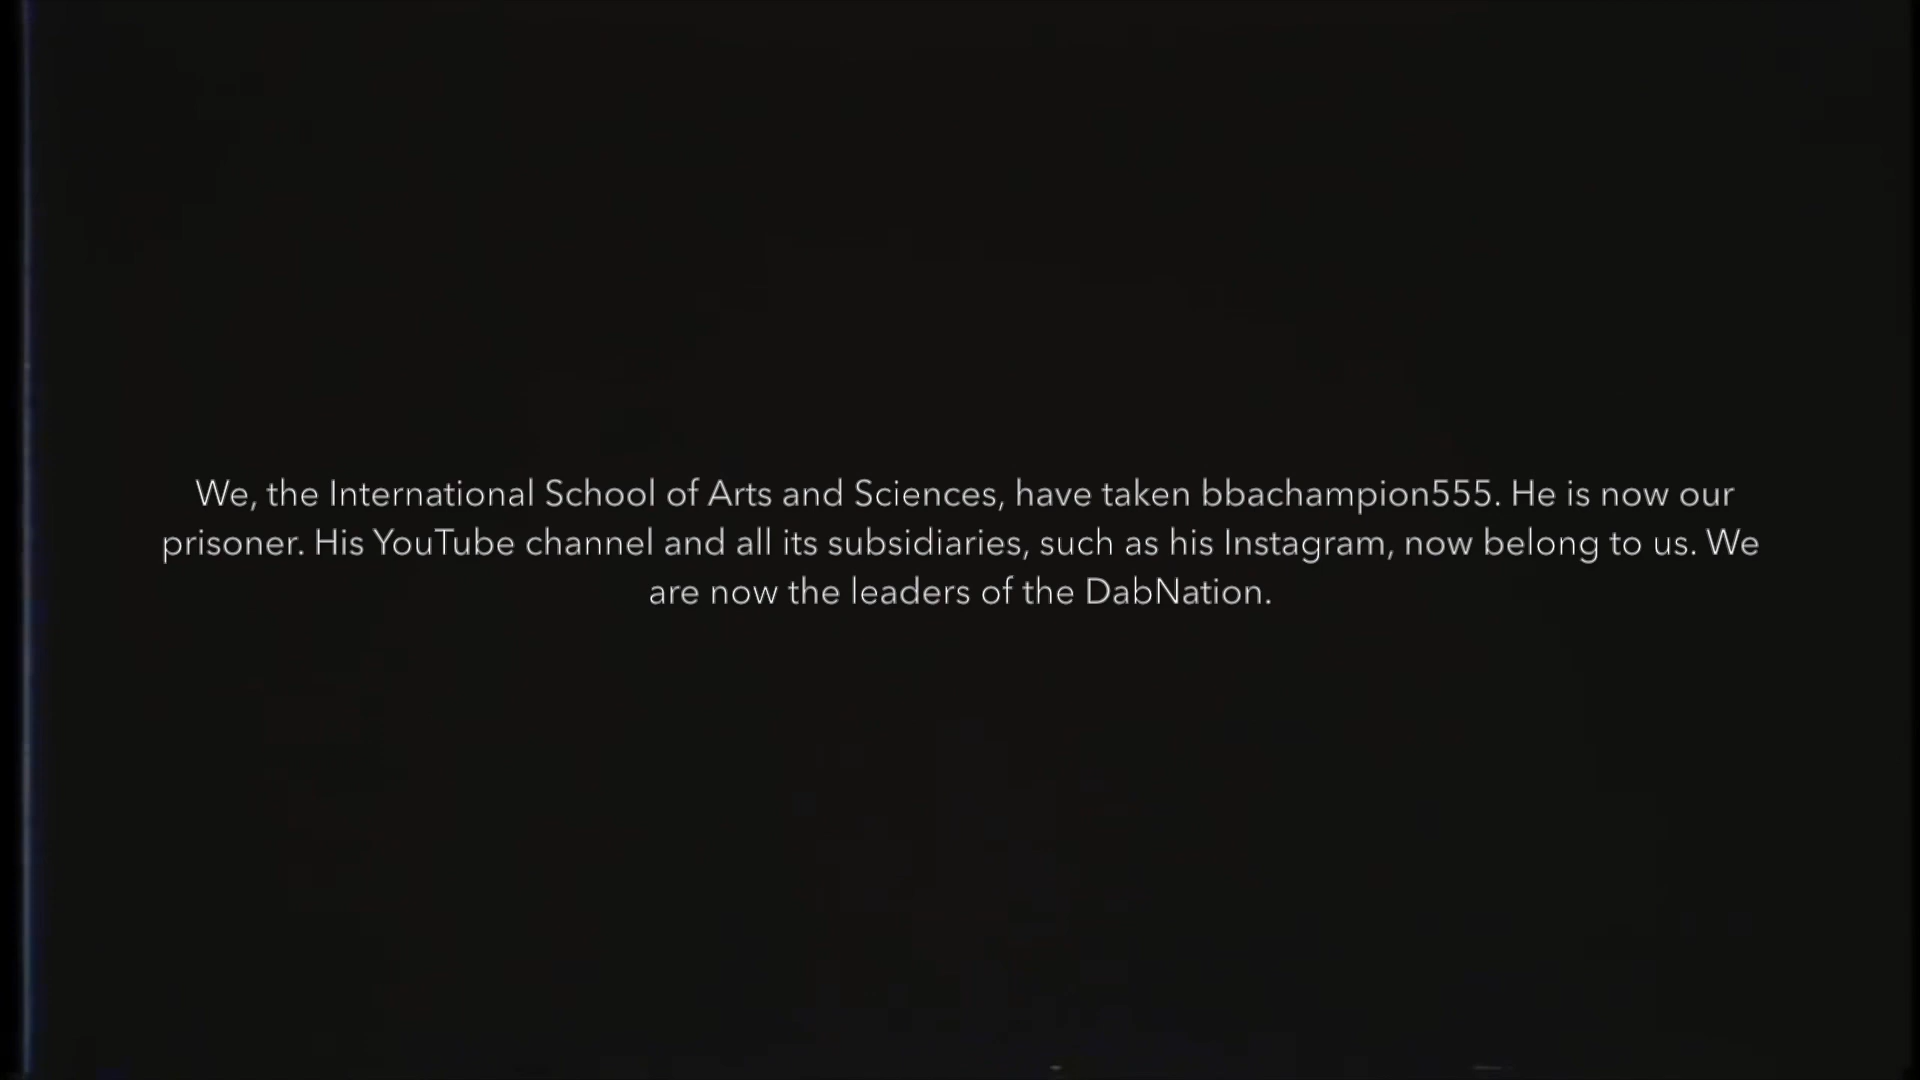 We, the International School of Arts and Sciences, have taken bbachampion555. He is now our
prisoner. His YouTube channel and all its subsidiaries, such as his Instagram, now belong to us. We
are now the leaders of the DabNation.